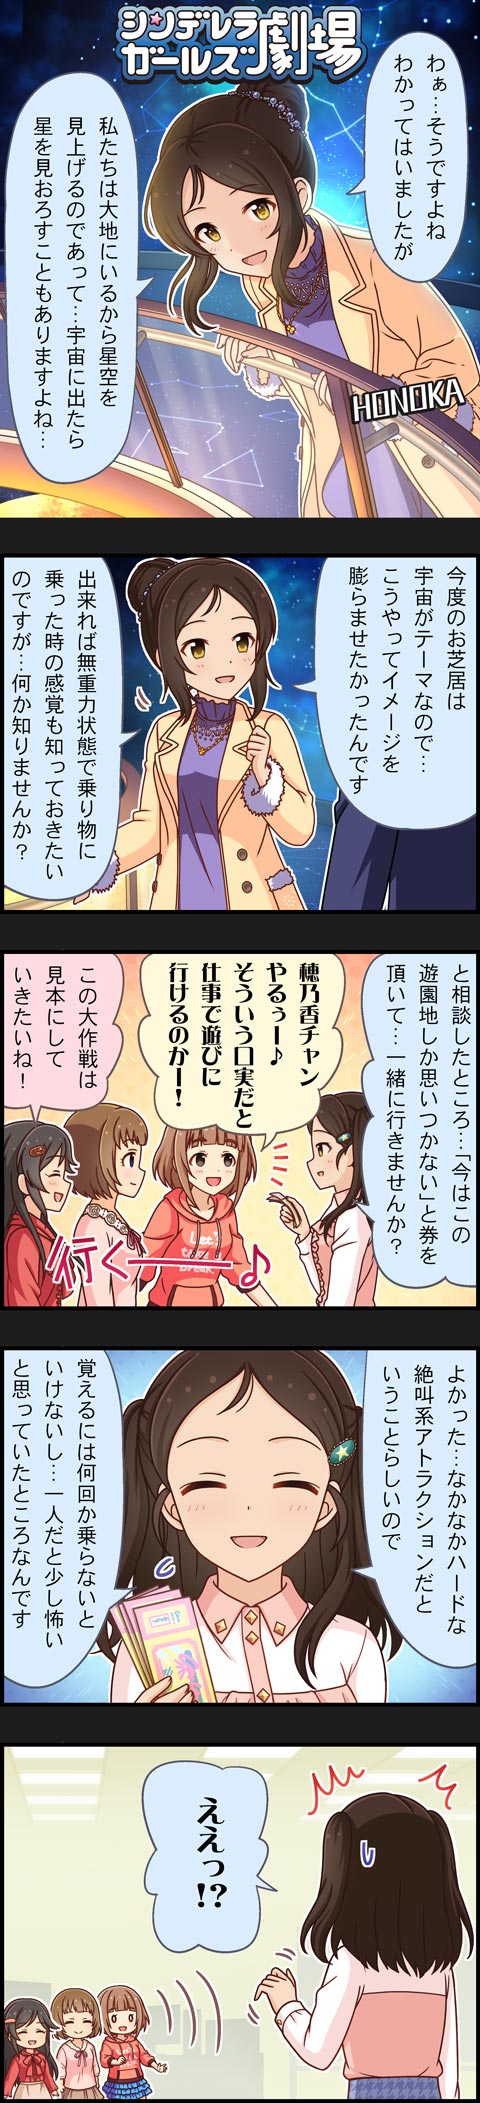 シンデレラ
ガールズ劇場
わぁ…そうですよね
わかってはいましたが
私たちは大地にいるから星空を
見上げるのであって…宇宙に出たら
星を見おろすこともありますよね…
HONOKA
今度のお芝居は
宇宙がテーマなので…
こうやってイメージを
膨らませたかったんです
出来れば無重力状態で乗り物に
乗った時の感覚も知っておきたい
のですが…何か知りませんか？
と相談したところ…「今はこの
遊園地しか思いつかない」と券を
頂いて…一緒に行きませんか？
穂乃香チャン
やるぅー♪
そういう口実だと
仕事で遊びに
行けるのかー！
この大作戦は
見本にして
いきたいね！
行くーー♪
Let's
break
よかった…なかなかハードな
絶叫系アトラクションだと
いうことらしいので
覚えるには何回か乗らないと
いけないし…一人だと少し怖い
と思っていたところなんです
ええっ！？